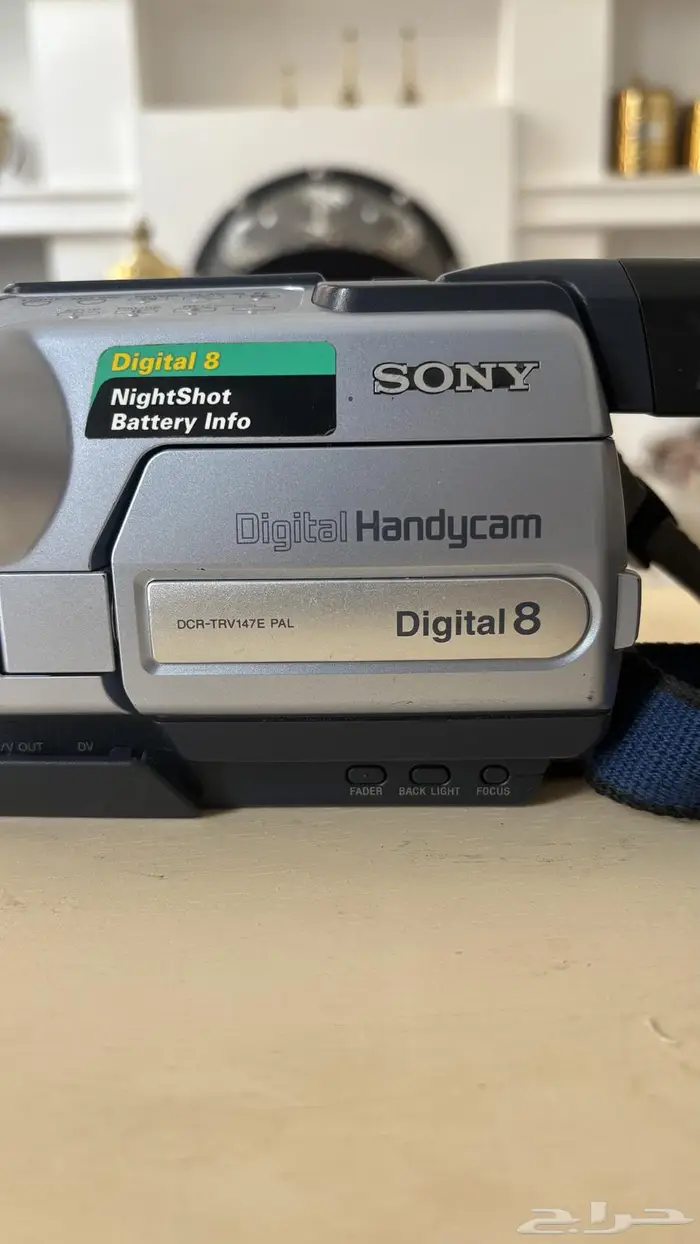 Digital 8
NightShot
Battery Info
SONY
Digital Handycam
DCR-TRV147E PAL
Digital 8
/V OUT
DV
FADER
BACK LIGHT
FOCUS
حراج